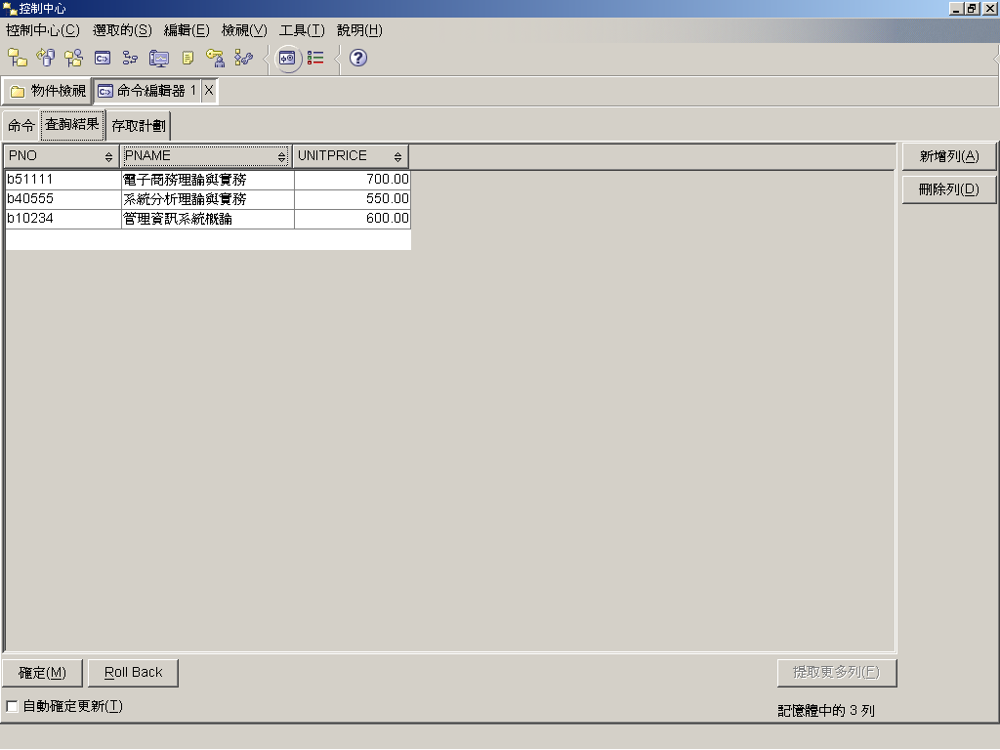 控制中心
控制中心(C) 選取的(S) 編輯(E) 檢視(V) 工具(T) 說明(H)
物件檢視 命令編輯器 1 X
命令 查詢結果 存取計劃
PNO PNAME UNITPRICE 新增列(A)
b51111 電子商務理論與實務 700.00 刪除列(D)
b40555 系統分析理論與實務 550.00
b10234 管理資訊系統概論 600.00
確定(M) Roll Back 提取更多列(F)
自動確定更新(T) 記憶體中的 3 列